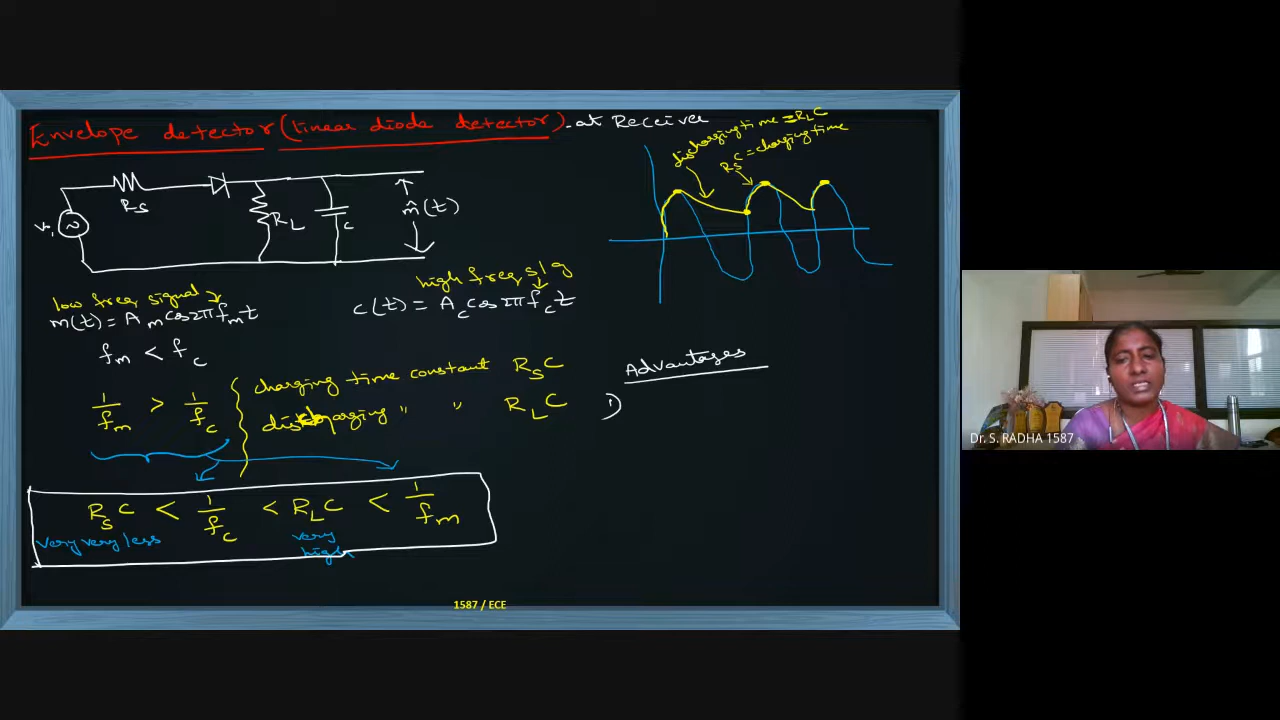 Envelope detector (linear diode detector) - at Receiver
discharging time = RLC
RsC = charging time
Rs
RL
C
m̂(t)
low freq signal
high freq sig
m(t) = Am cos2πfmt
c(t) = Ac cos2πfct
fm < fc
1/fm > 1/fc
charging time constant RsC
discharging " " RLC
Advantages
1)
RsC < 1/fc < RLC < 1/fm
very very less
very
high
1587 / ECE
Dr. S. RADHA 1587